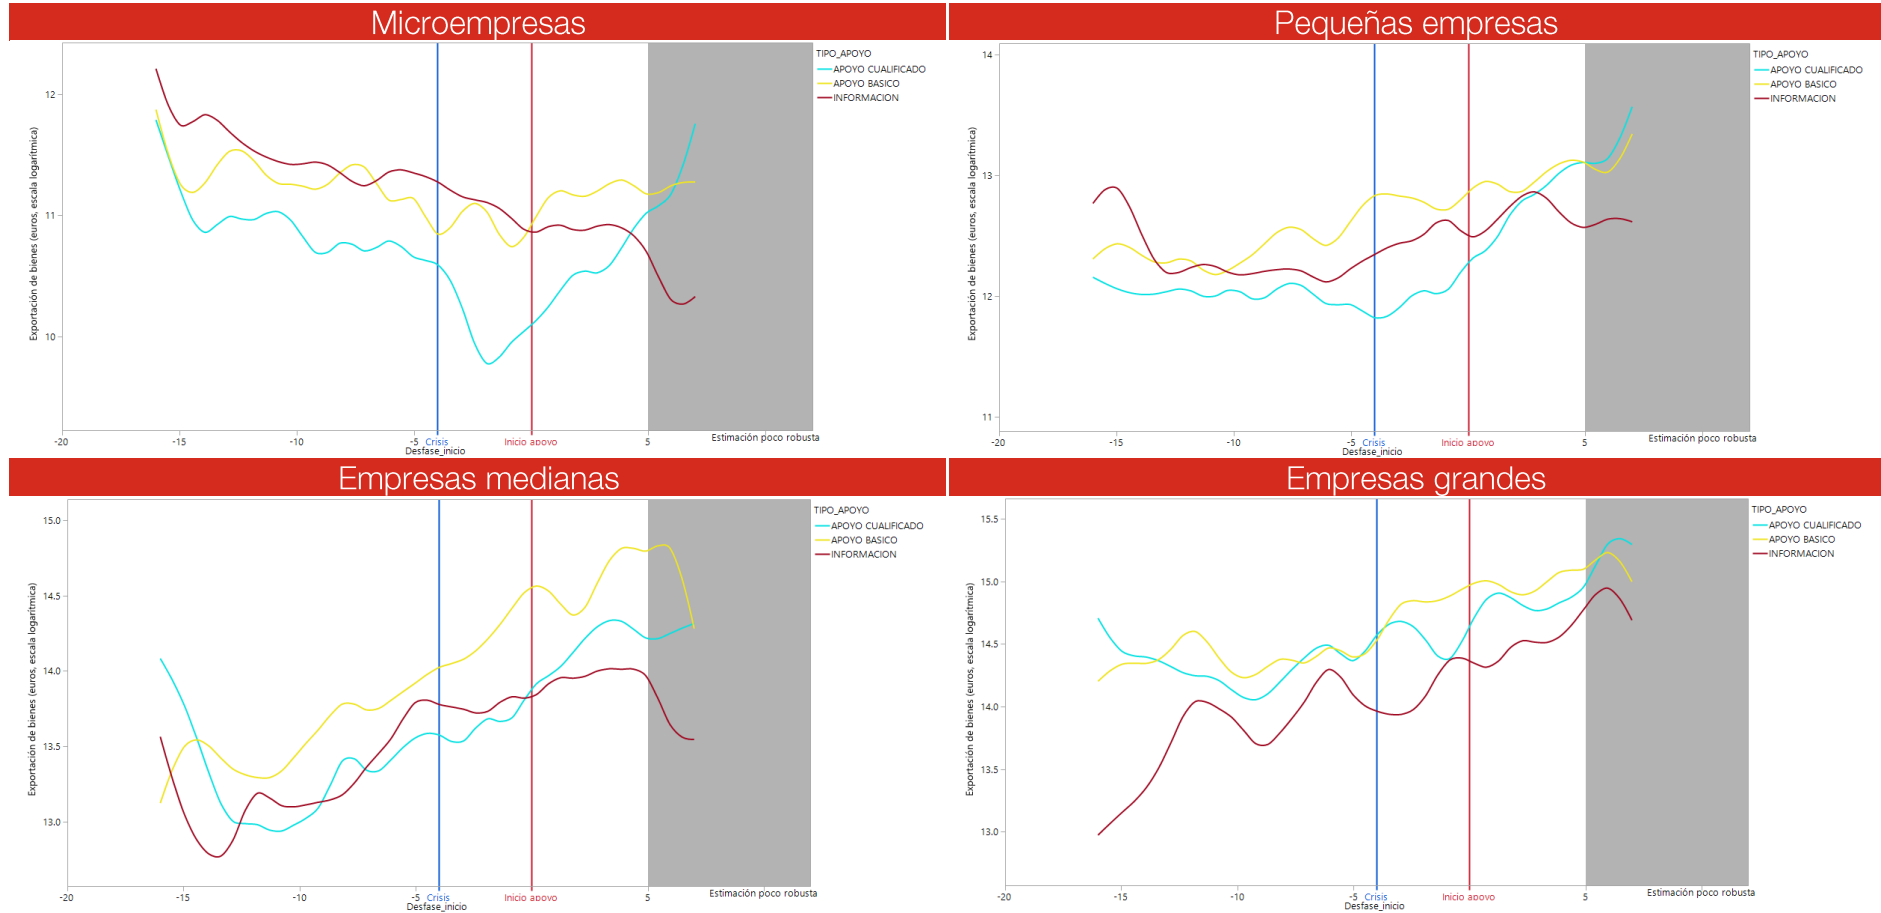 Microempresas
TIPO_APOYO
APOYO CUALIFICADO
APOYO BASICO
INFORMACION
Exportación de bienes (euros, escala logarítmica)
12
11
10
-20 -15 -10 -5 Crisis Inicio apoyo 5 Estimación poco robusta
Desfase_inicio
Pequeñas empresas
TIPO_APOYO
APOYO CUALIFICADO
APOYO BASICO
INFORMACION
Exportación de bienes (euros, escala logarítmica)
14
13
12
11
-20 -15 -10 -5 Crisis Inicio apoyo 5 Estimación poco robusta
Desfase_inicio
Empresas medianas
TIPO_APOYO
APOYO CUALIFICADO
APOYO BASICO
INFORMACION
Exportación de bienes (euros, escala logarítmica)
15.0
14.5
14.0
13.5
13.0
-20 -15 -10 -5 Crisis Inicio apoyo 5 Estimación poco robusta
Desfase_inicio
Empresas grandes
TIPO_APOYO
APOYO CUALIFICADO
APOYO BASICO
INFORMACION
Exportación de bienes (euros, escala logarítmica)
15.5
15.0
14.5
14.0
13.5
13.0
-20 -15 -10 -5 Crisis Inicio apoyo 5 Estimación poco robusta
Desfase_inicio